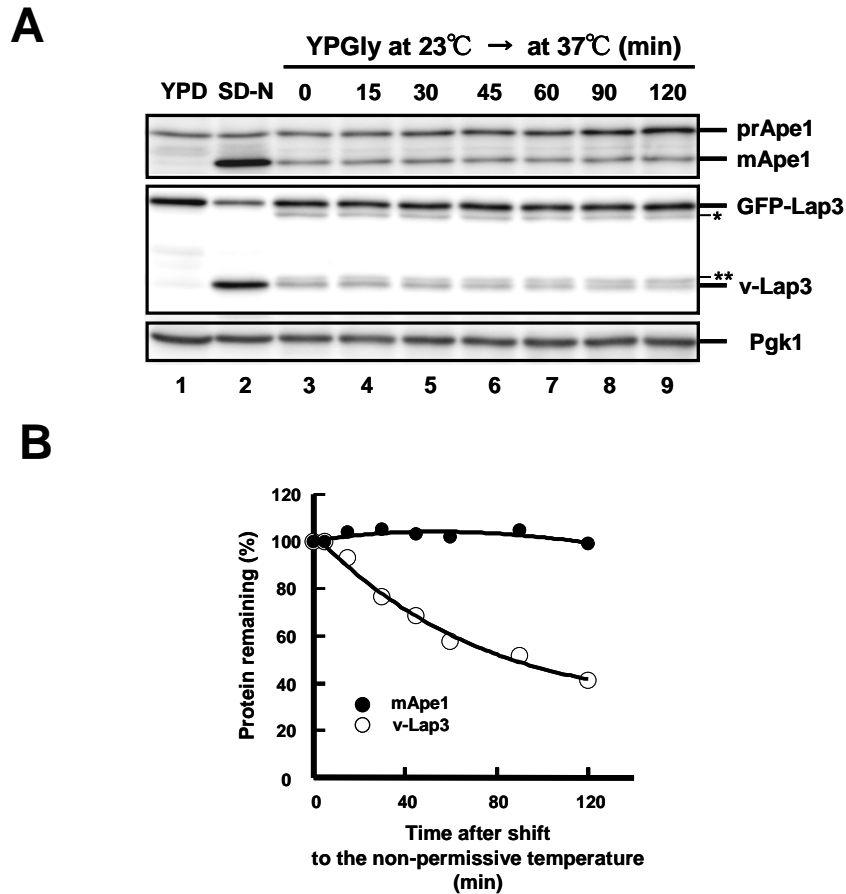 A
YPGly at 23℃ → at 37℃ (min)
YPD SD-N 0 15 30 45 60 90 120
prApe1
mApe1
GFP-Lap3
*
**
v-Lap3
Pgk1
1 2 3 4 5 6 7 8 9
B
120
100
80
60
40
20
0
Protein remaining (%)
mApe1
v-Lap3
0 40 80 120
Time after shift
to the non-permissive temperature
(min)